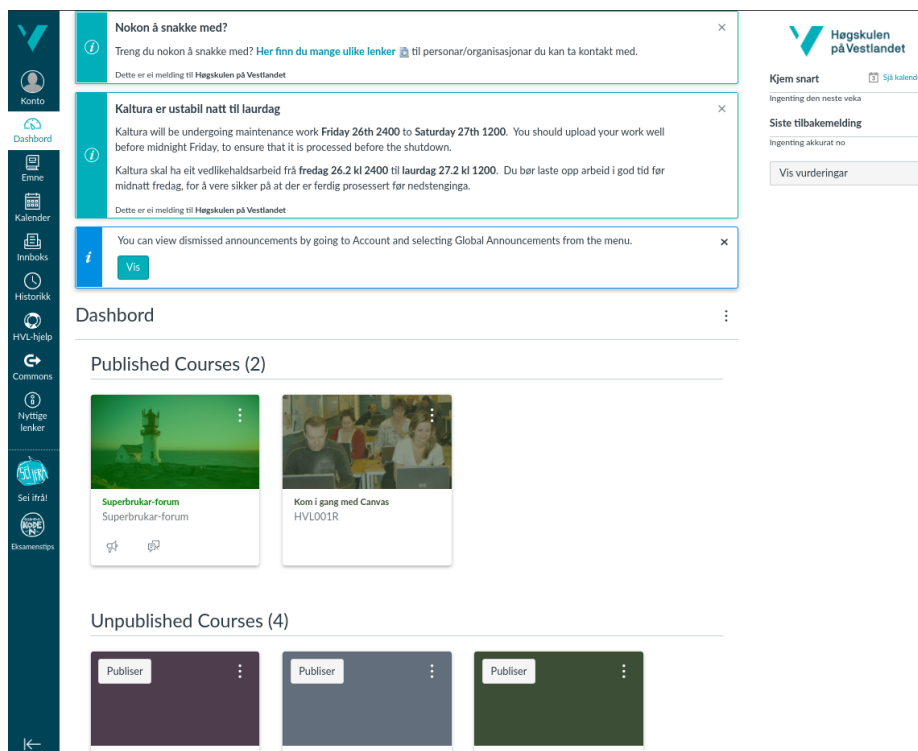 Konto
Dashbord
Emne
Kalender
Innboks
Historikk
HVL-hjelp
Commons
Nyttige
lenker
SEI IFRÅ
Sei ifrå!
KODE
N
Eksamenstips
Nokon å snakke med?
Treng du nokon å snakke med? Her finn du mange ulike lenker til personar/organisasjonar du kan ta kontakt med.
Dette er ei melding til Høgskulen på Vestlandet
Kaltura er ustabil natt til laurdag
Kaltura will be undergoing maintenance work Friday 26th 2400 to Saturday 27th 1200. You should upload your work well
before midnight Friday, to ensure that it is processed before the shutdown.
Kaltura skal ha eit vedlikehaldsarbeid frå fredag 26.2 kl 2400 til laurdag 27.2 kl 1200. Du bør laste opp arbeid i god tid før
midnatt fredag, for å vere sikker på at der er ferdig prosessert før nedstenginga.
Dette er ei melding til Høgskulen på Vestlandet
You can view dismissed announcements by going to Account and selecting Global Announcements from the menu.
Vis
Dashbord
Published Courses (2)
Superbrukar-forum
Superbrukar-forum
Kom i gang med Canvas
HVL001R
Unpublished Courses (4)
Publiser
Publiser
Publiser
Høgskulen
på Vestlandet
Kjem snart
Sjå kalend
Ingenting den neste veka
Siste tilbakemelding
Ingenting akkurat no
Vis vurderingar